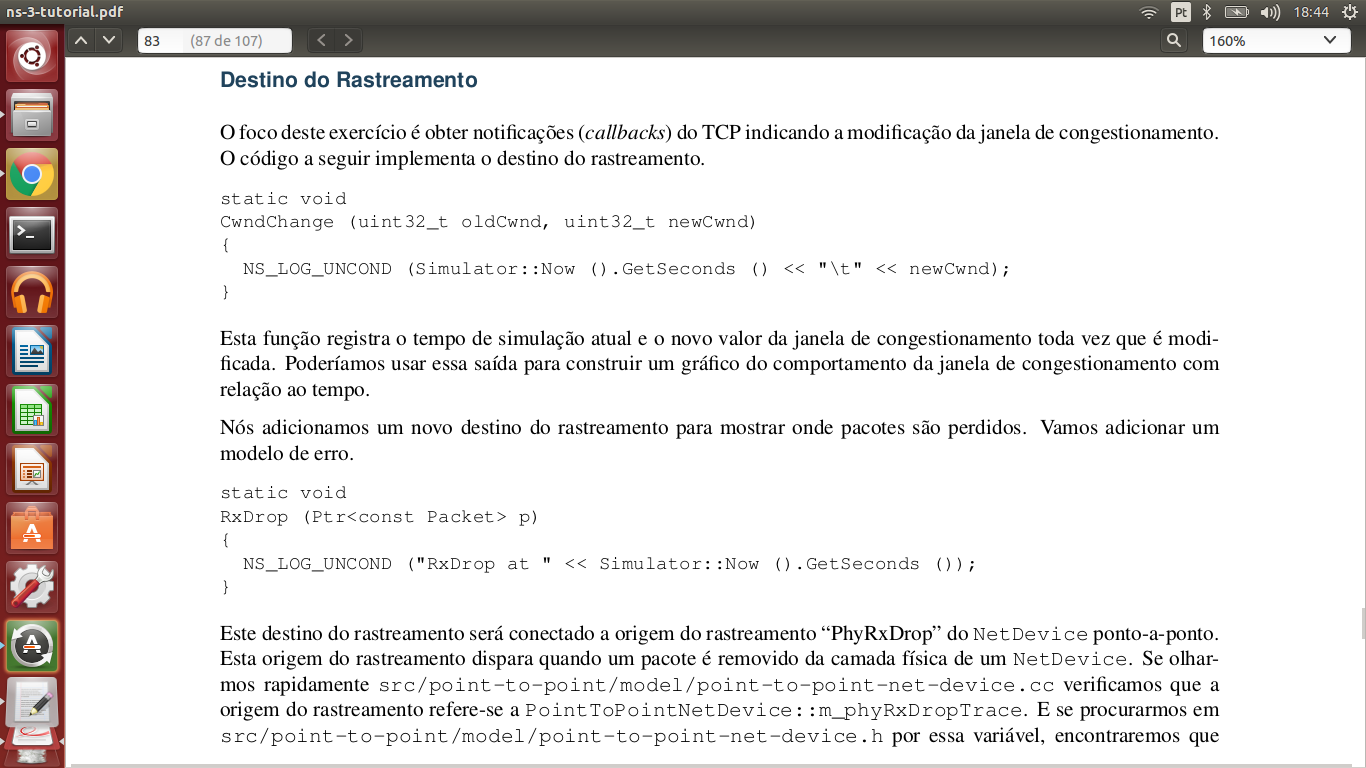 ns-3-tutorial.pdf
Pt
18:44
83 (87 de 107)
160%
Destino do Rastreamento
O foco deste exercício é obter notificações (callbacks) do TCP indicando a modificação da janela de congestionamento.
O código a seguir implementa o destino do rastreamento.
static void
CwndChange (uint32_t oldCwnd, uint32_t newCwnd)
{
  NS_LOG_UNCOND (Simulator::Now ().GetSeconds () << "\t" << newCwnd);
}
Esta função registra o tempo de simulação atual e o novo valor da janela de congestionamento toda vez que é modi-
ficada. Poderíamos usar essa saída para construir um gráfico do comportamento da janela de congestionamento com
relação ao tempo.
Nós adicionamos um novo destino do rastreamento para mostrar onde pacotes são perdidos. Vamos adicionar um
modelo de erro.
static void
RxDrop (Ptr<const Packet> p)
{
  NS_LOG_UNCOND ("RxDrop at " << Simulator::Now ().GetSeconds ());
}
Este destino do rastreamento será conectado a origem do rastreamento “PhyRxDrop” do NetDevice ponto-a-ponto.
Esta origem do rastreamento dispara quando um pacote é removido da camada física de um NetDevice. Se olhar-
mos rapidamente src/point-to-point/model/point-to-point-net-device.cc verificamos que a
origem do rastreamento refere-se a PointToPointNetDevice::m_phyRxDropTrace. E se procurarmos em
src/point-to-point/model/point-to-point-net-device.h por essa variável, encontraremos que